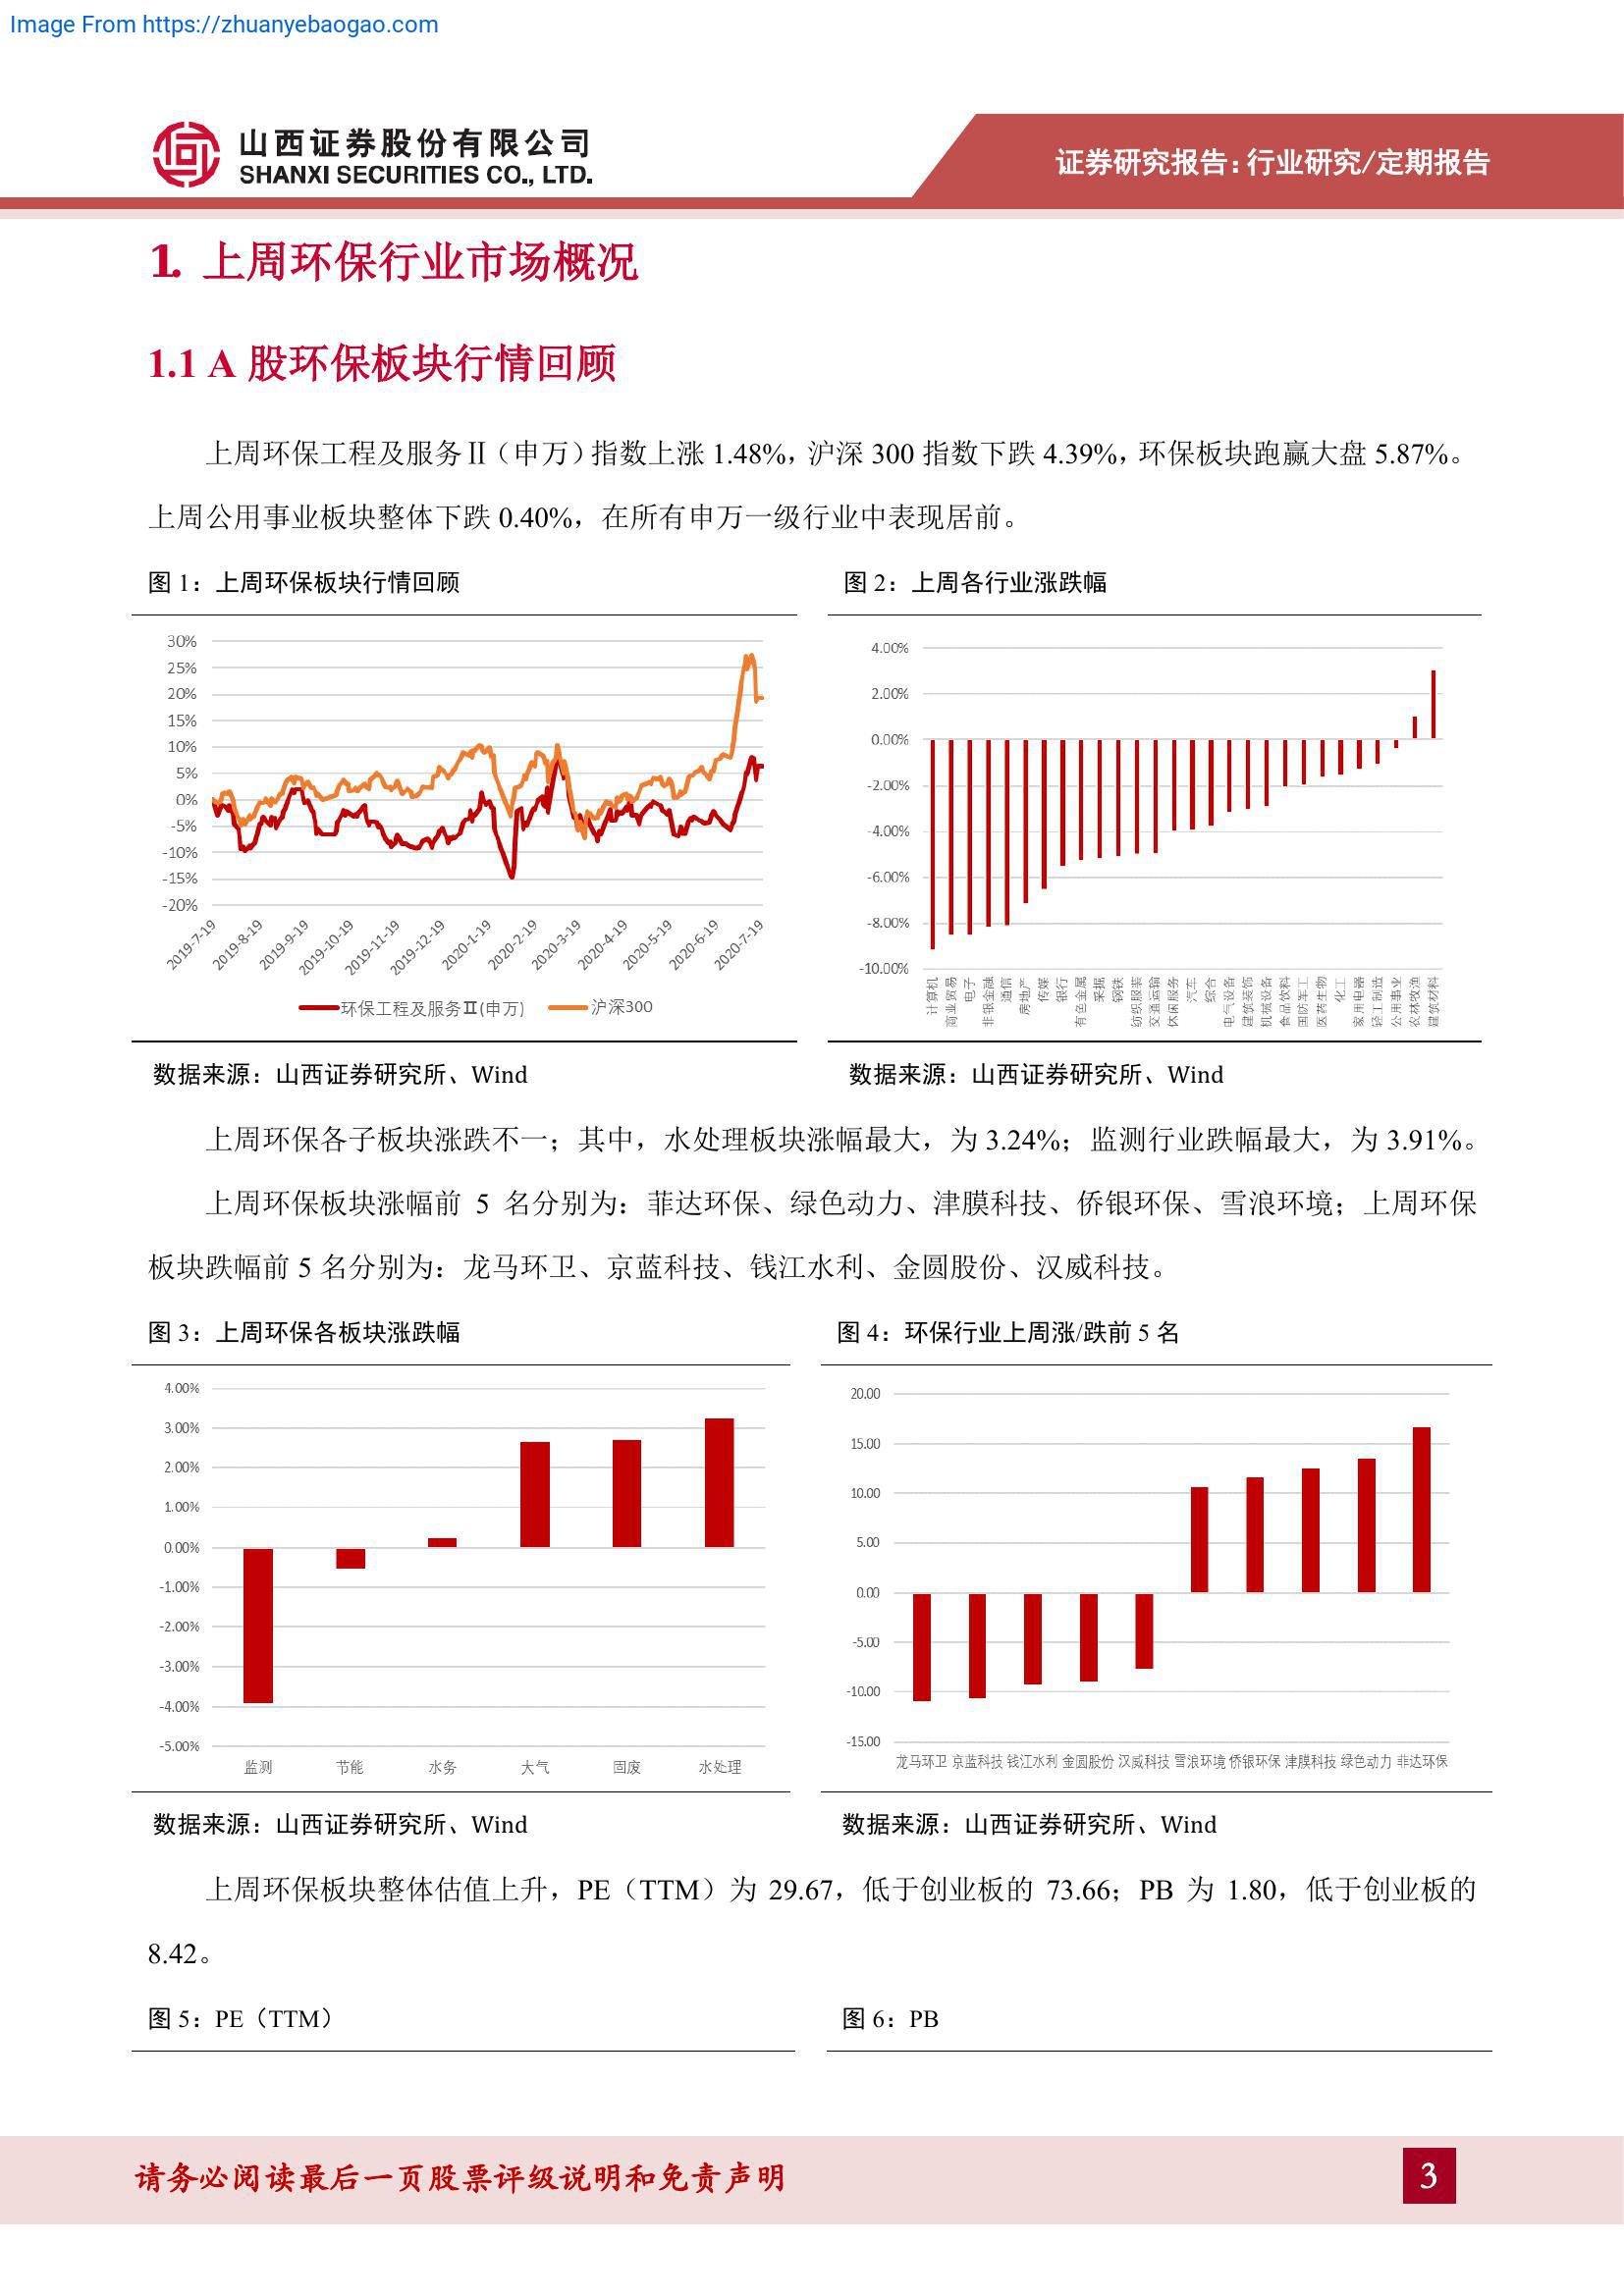 Image From https://zhuanyebaogao.com
山西证券股份有限公司
SHANXI SECURITIES CO., LTD.
证券研究报告：行业研究/定期报告
1. 上周环保行业市场概况
1.1 A 股环保板块行情回顾
上周环保工程及服务Ⅱ（申万）指数上涨 1.48%，沪深 300 指数下跌 4.39%，环保板块跑赢大盘 5.87%。
上周公用事业板块整体下跌 0.40%，在所有申万一级行业中表现居前。
图 1：上周环保板块行情回顾
30%
25%
20%
15%
10%
5%
0%
-5%
-10%
-15%
-20%
2019-7-19
2019-8-19
2019-9-19
2019-10-19
2019-11-19
2019-12-19
2020-1-19
2020-2-19
2020-3-19
2020-4-19
2020-5-19
2020-6-19
2020-7-19
环保工程及服务Ⅱ(申万) 沪深300
图 2：上周各行业涨跌幅
4.00%
2.00%
0.00%
-2.00%
-4.00%
-6.00%
-8.00%
-10.00%
计算机
商业贸易
电子
非银金融
通信
房地产
传媒
银行
有色金属
采掘
钢铁
纺织服装
交通运输
休闲服务
汽车
综合
电气设备
建筑装饰
机械设备
食品饮料
国防军工
医药生物
化工
家用电器
轻工制造
公用事业
农林牧渔
建筑材料
数据来源：山西证券研究所、Wind
数据来源：山西证券研究所、Wind
上周环保各子板块涨跌不一；其中，水处理板块涨幅最大，为 3.24%；监测行业跌幅最大，为 3.91%。
上周环保板块涨幅前 5 名分别为：菲达环保、绿色动力、津膜科技、侨银环保、雪浪环境；上周环保
板块跌幅前 5 名分别为：龙马环卫、京蓝科技、钱江水利、金圆股份、汉威科技。
图 3：上周环保各板块涨跌幅
4.00%
3.00%
2.00%
1.00%
0.00%
-1.00%
-2.00%
-3.00%
-4.00%
-5.00%
监测 节能 水务 大气 固废 水处理
图 4：环保行业上周涨/跌前 5 名
20.00
15.00
10.00
5.00
0.00
-5.00
-10.00
-15.00
龙马环卫 京蓝科技 钱江水利 金圆股份 汉威科技 雪浪环境 侨银环保 津膜科技 绿色动力 菲达环保
数据来源：山西证券研究所、Wind
数据来源：山西证券研究所、Wind
上周环保板块整体估值上升，PE（TTM）为 29.67，低于创业板的 73.66；PB 为 1.80，低于创业板的
8.42。
图 5：PE（TTM）
图 6：PB
请务必阅读最后一页股票评级说明和免责声明
3